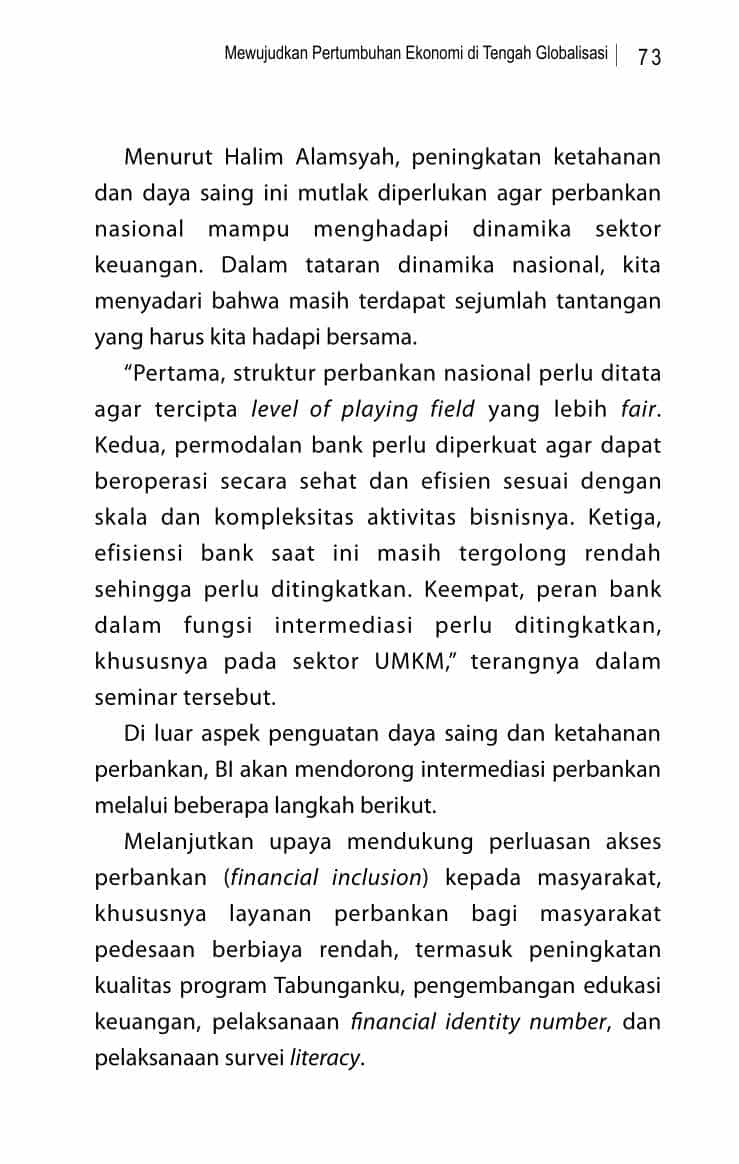 Mewujudkan Pertumbuhan Ekonomi di Tengah Globalisasi | 73
Menurut Halim Alamsyah, peningkatan ketahanan
dan daya saing ini mutlak diperlukan agar perbankan
nasional mampu menghadapi dinamika sektor
keuangan. Dalam tataran dinamika nasional, kita
menyadari bahwa masih terdapat sejumlah tantangan
yang harus kita hadapi bersama.
“Pertama, struktur perbankan nasional perlu ditata
agar tercipta level of playing field yang lebih fair.
Kedua, permodalan bank perlu diperkuat agar dapat
beroperasi secara sehat dan efisien sesuai dengan
skala dan kompleksitas aktivitas bisnisnya. Ketiga,
efisiensi bank saat ini masih tergolong rendah
sehingga perlu ditingkatkan. Keempat, peran bank
dalam fungsi intermediasi perlu ditingkatkan,
khususnya pada sektor UMKM,” terangnya dalam
seminar tersebut.
Di luar aspek penguatan daya saing dan ketahanan
perbankan, BI akan mendorong intermediasi perbankan
melalui beberapa langkah berikut.
Melanjutkan upaya mendukung perluasan akses
perbankan (financial inclusion) kepada masyarakat,
khususnya layanan perbankan bagi masyarakat
pedesaan berbiaya rendah, termasuk peningkatan
kualitas program Tabunganku, pengembangan edukasi
keuangan, pelaksanaan financial identity number, dan
pelaksanaan survei literacy.